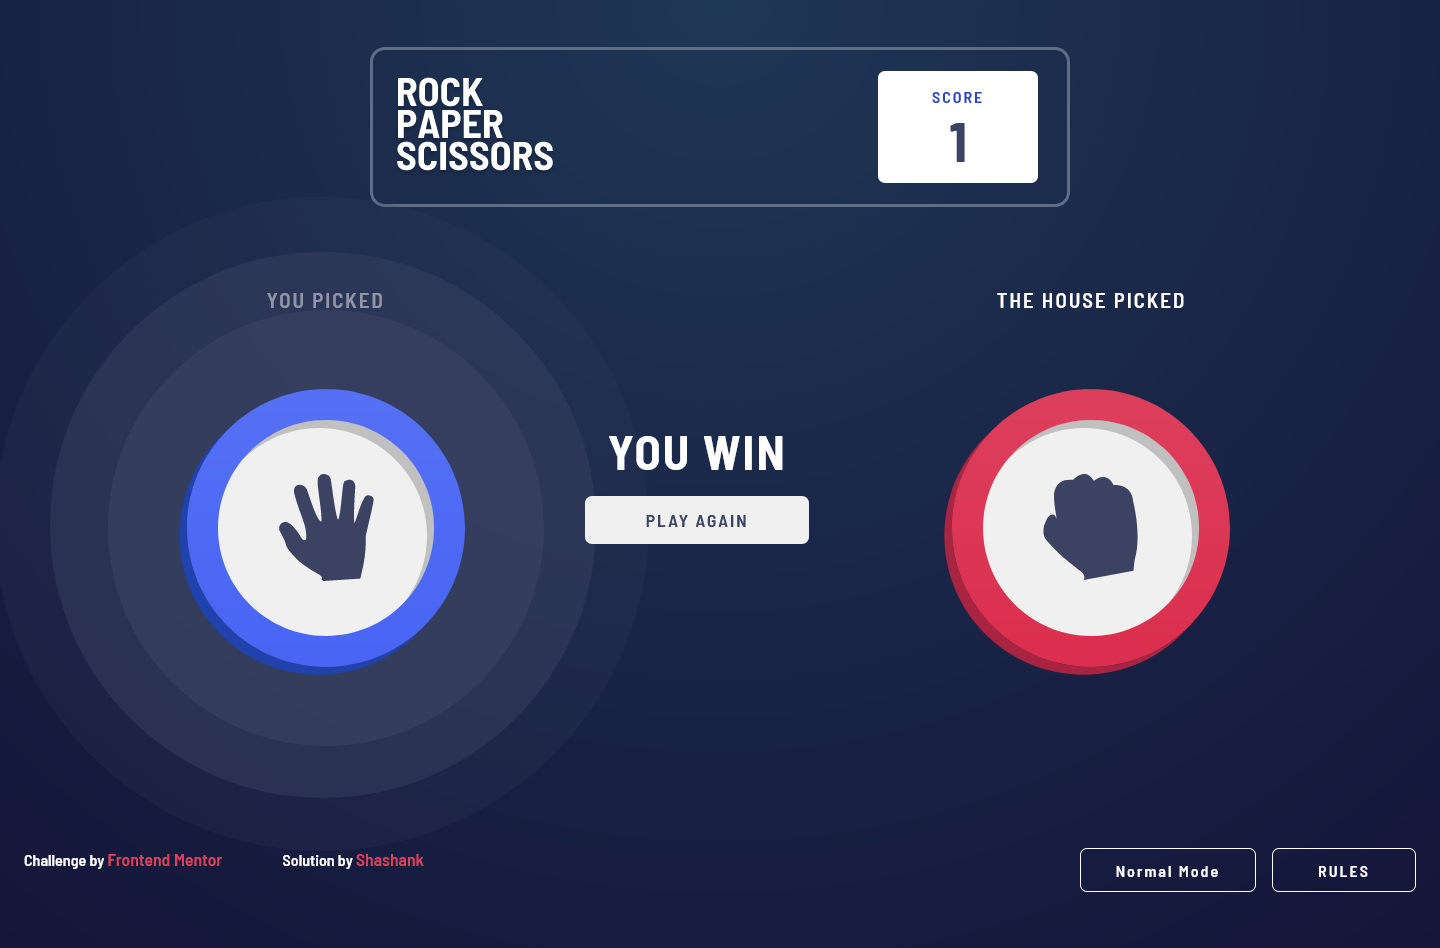 ROCK
PAPER
SCISSORS
SCORE
1
YOU PICKED
THE HOUSE PICKED
YOU WIN
PLAY AGAIN
Challenge by Frontend Mentor
Solution by Shashank
Normal Mode
RULES